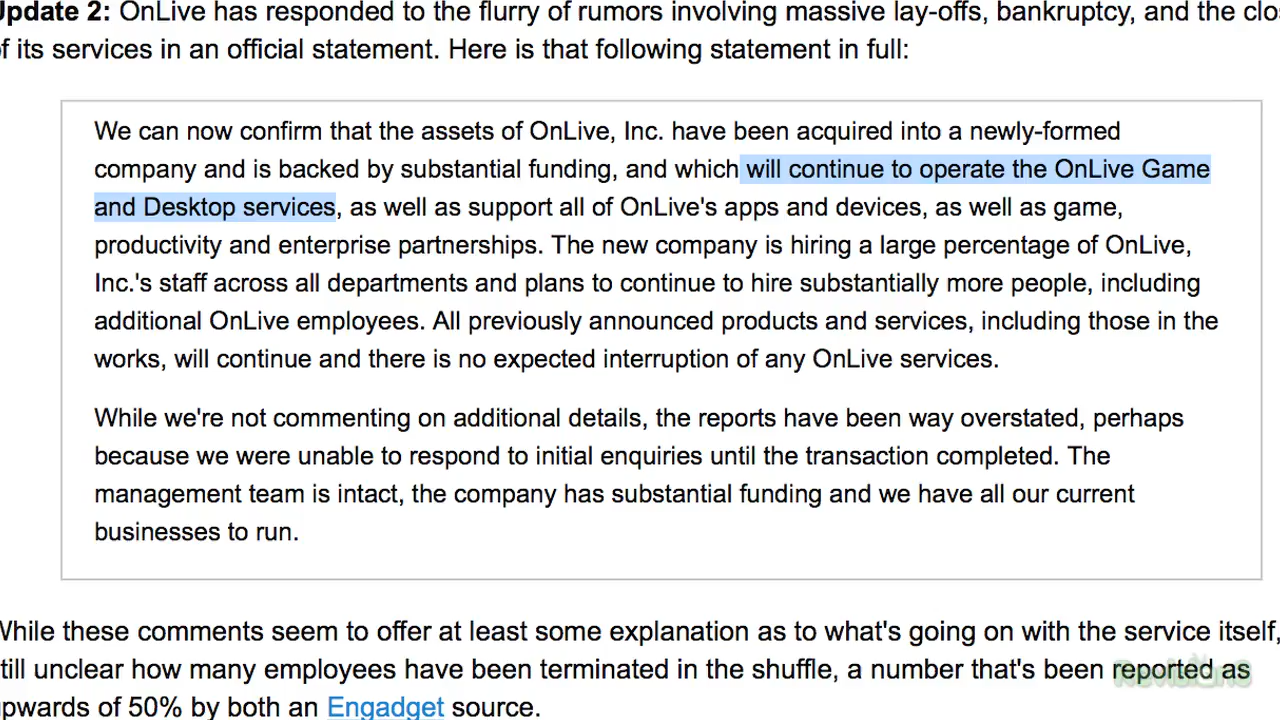 Update 2: OnLive has responded to the flurry of rumors involving massive lay-offs, bankruptcy, and the clo
of its services in an official statement. Here is that following statement in full:
We can now confirm that the assets of OnLive, Inc. have been acquired into a newly-formed
company and is backed by substantial funding, and which will continue to operate the OnLive Game
and Desktop services, as well as support all of OnLive's apps and devices, as well as game,
productivity and enterprise partnerships. The new company is hiring a large percentage of OnLive,
Inc.'s staff across all departments and plans to continue to hire substantially more people, including
additional OnLive employees. All previously announced products and services, including those in the
works, will continue and there is no expected interruption of any OnLive services.
While we're not commenting on additional details, the reports have been way overstated, perhaps
because we were unable to respond to initial enquiries until the transaction completed. The
management team is intact, the company has substantial funding and we have all our current
businesses to run.
While these comments seem to offer at least some explanation as to what's going on with the service itself,
till unclear how many employees have been terminated in the shuffle, a number that's been reported as
upwards of 50% by both an Engadget source.